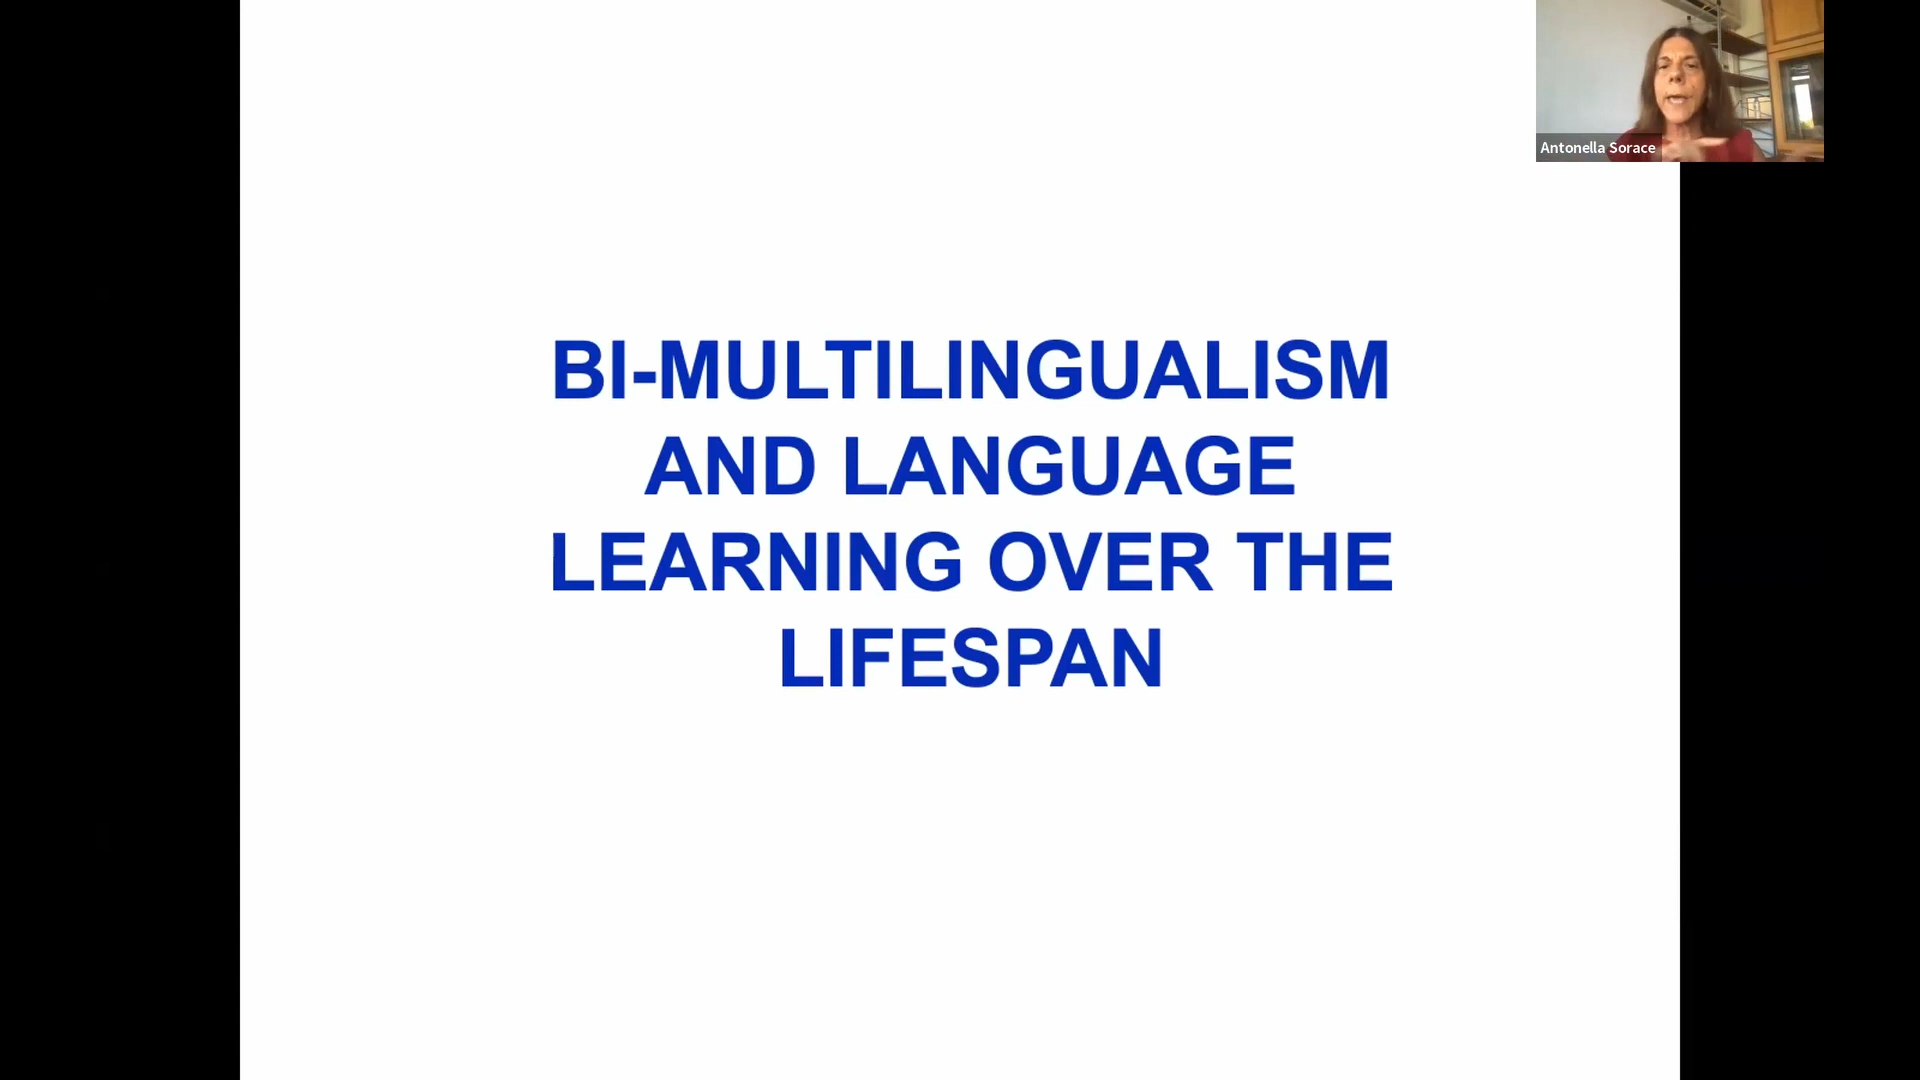 BI-MULTILINGUALISM
AND LANGUAGE
LEARNING OVER THE
LIFESPAN
Antonella Sorace